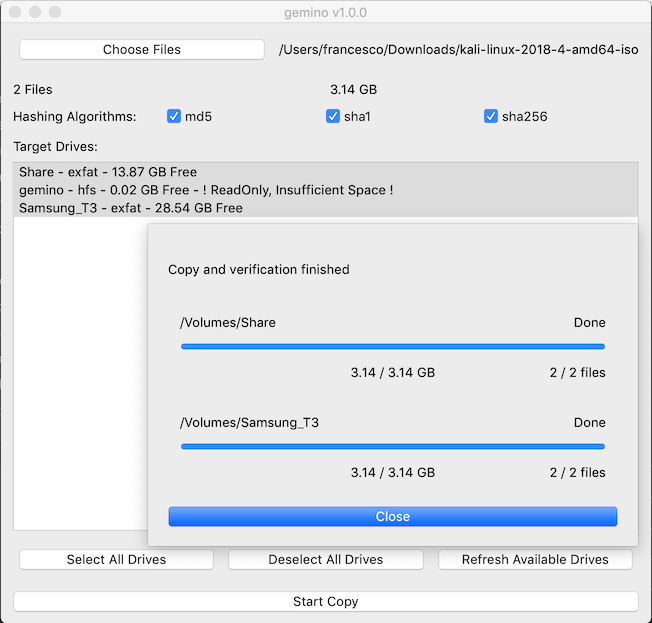 gemino v1.0.0
Choose Files /Users/francesco/Downloads/kali-linux-2018-4-amd64-iso
2 Files 3.14 GB
Hashing Algorithms: md5 sha1 sha256
Target Drives:
Share - exfat - 13.87 GB Free
gemino - hfs - 0.02 GB Free - ! ReadOnly, Insufficient Space !
Samsung_T3 - exfat - 28.54 GB Free
Copy and verification finished
/Volumes/Share Done
3.14 / 3.14 GB 2 / 2 files
/Volumes/Samsung_T3 Done
3.14 / 3.14 GB 2 / 2 files
Close
Select All Drives Deselect All Drives Refresh Available Drives
Start Copy